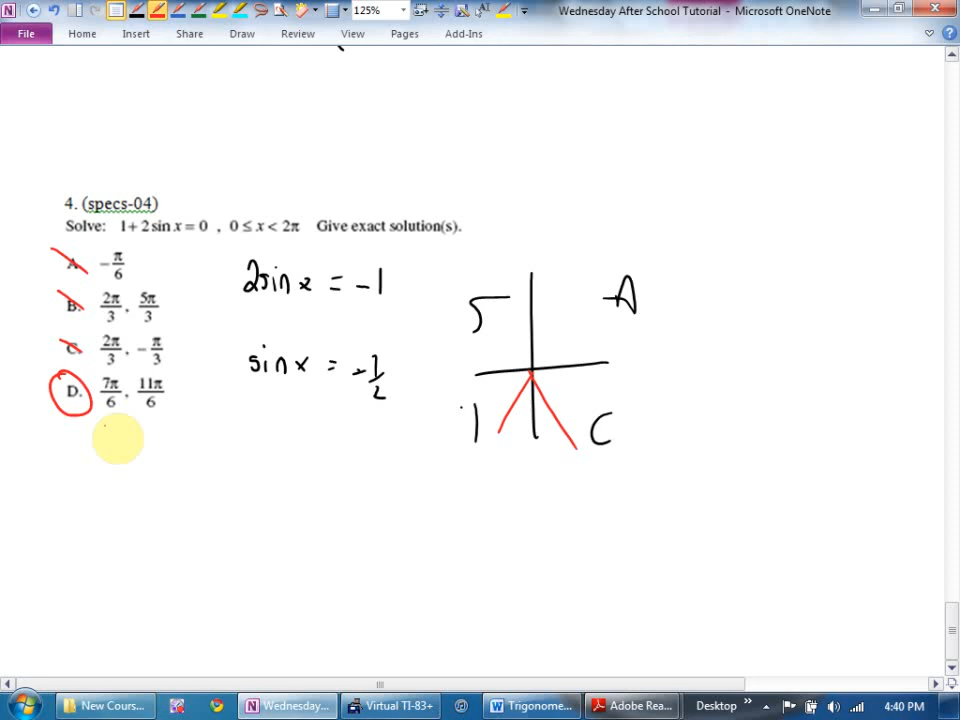 125%
Wednesday After School Tutorial - Microsoft OneNote
File Home Insert Share Draw Review View Pages Add-Ins
4. (specs-04)
Solve: 1+2 sin x = 0 , 0 ≤ x < 2π Give exact solution(s).
A. -π/6
B. 2π/3, 5π/3
C. 2π/3, -π/3
D. 7π/6, 11π/6
2sin x = -1
sin x = -1/2
S A
T C
New Cours... Wednesday... Virtual TI-83+ Trigonome... Adobe Rea... Desktop 4:40 PM